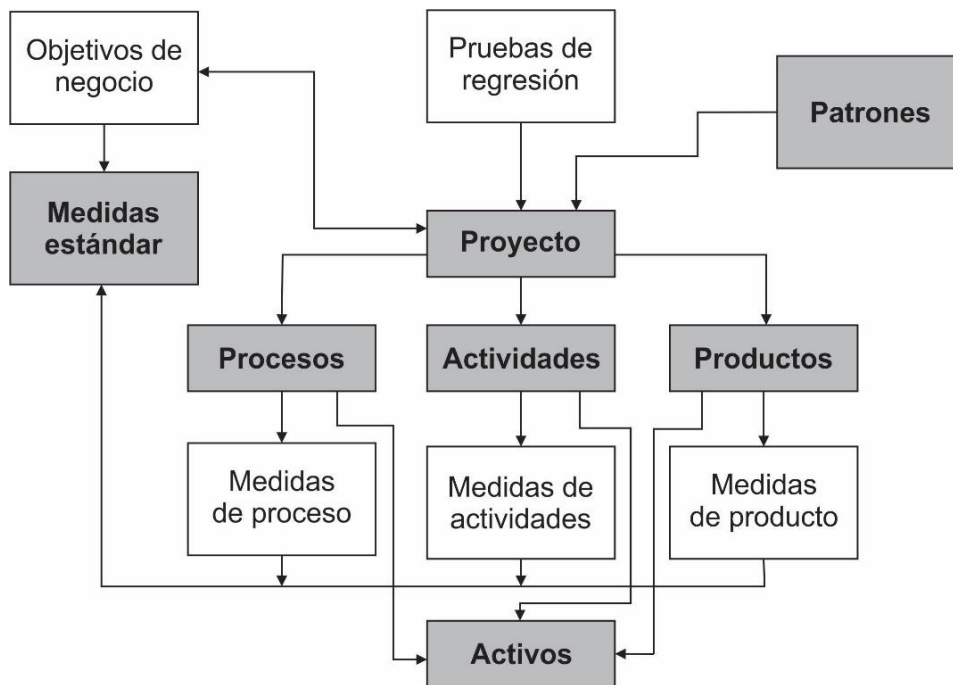 Objetivos de
negocio
Pruebas de
regresión
Patrones
Medidas
estándar
Proyecto
Procesos
Actividades
Productos
Medidas
de proceso
Medidas de
actividades
Medidas
de producto
Activos